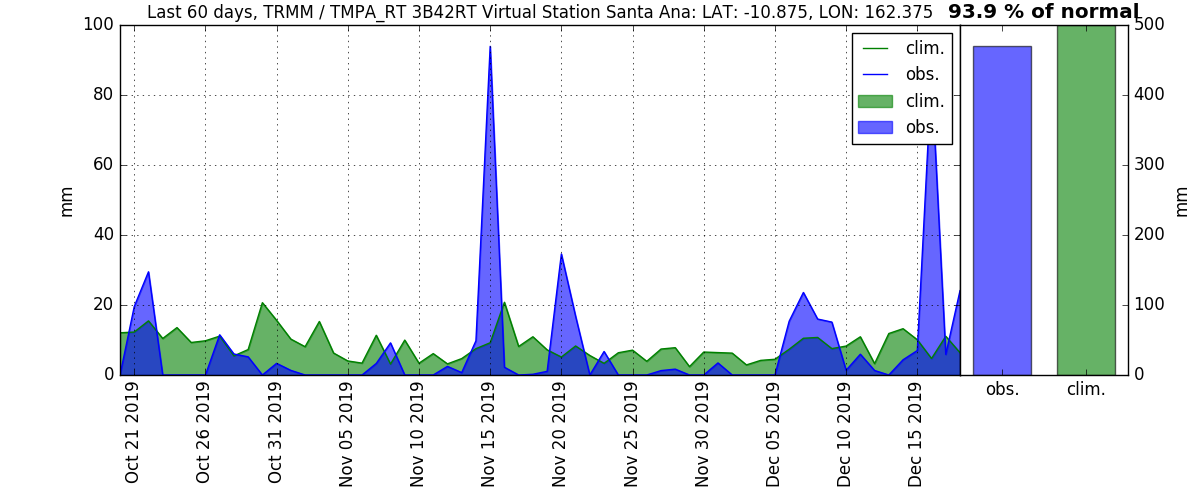 Last 60 days, TRMM / TMPA_RT 3B42RT Virtual Station Santa Ana: LAT: -10.875, LON: 162.375 93.9 % of normal
100
80
60
40
20
0
mm
clim.
obs.
clim.
obs.
500
400
300
200
100
0
mm
obs.
clim.
Oct 21 2019
Oct 26 2019
Oct 31 2019
Nov 05 2019
Nov 10 2019
Nov 15 2019
Nov 20 2019
Nov 25 2019
Nov 30 2019
Dec 05 2019
Dec 10 2019
Dec 15 2019